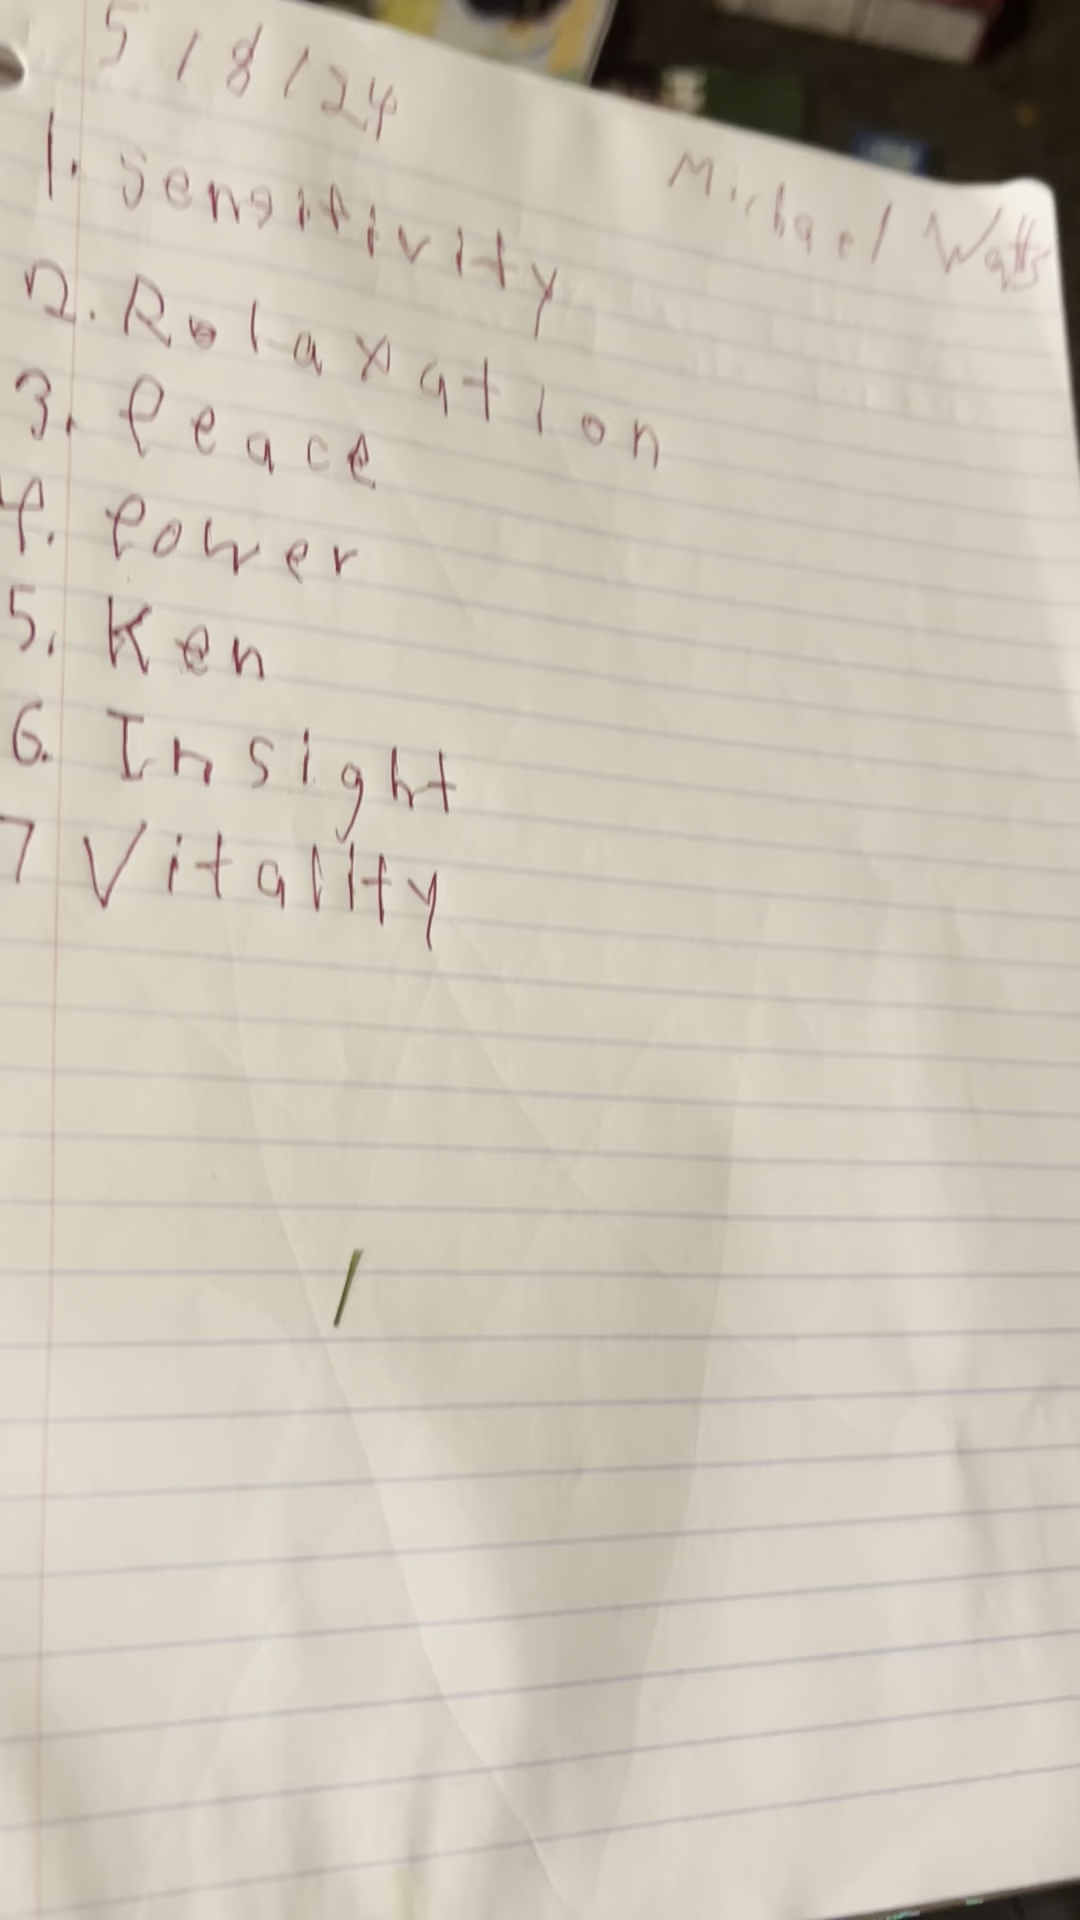 5/8/24
Michael Watts
1. Sensitivity
2. Relaxation
3. Peace
4. Power
5. Ken
6. Insight
7 Vitality